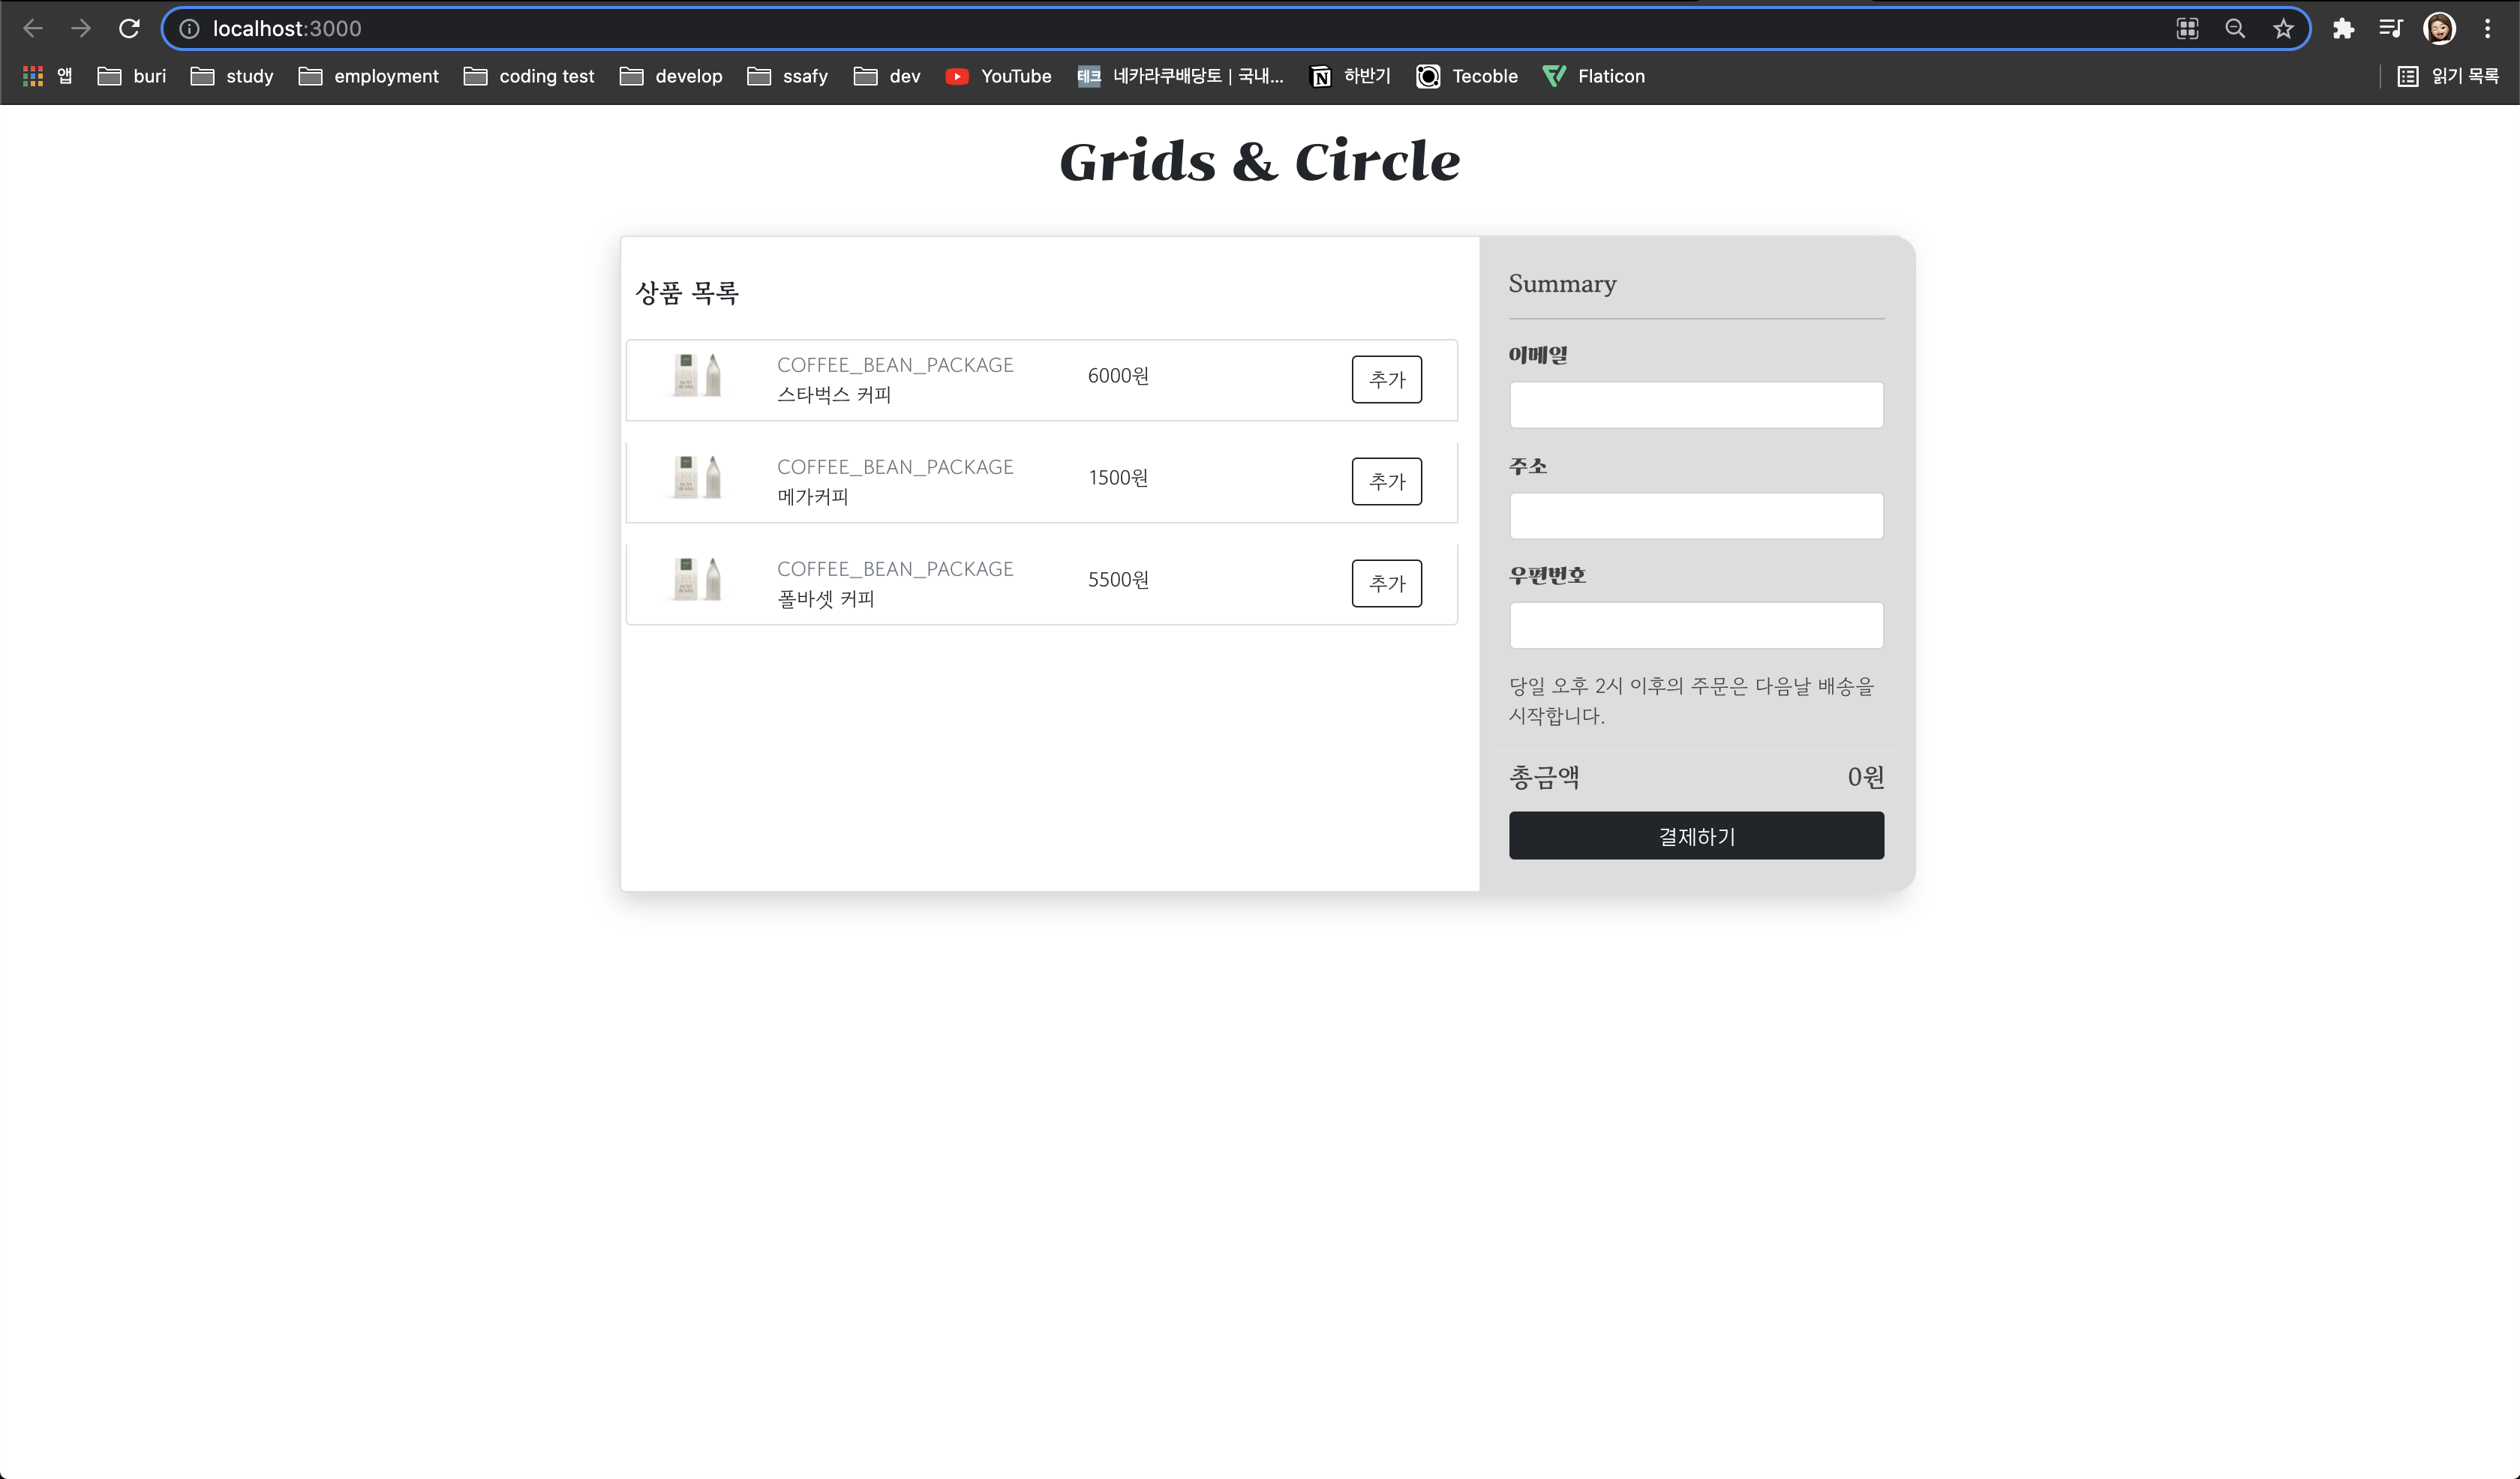 localhost:3000
앱 buri study employment coding test develop ssafy dev YouTube 테크 네카라쿠배당토 | 국내... 하반기 Tecoble Flaticon 읽기 목록
Grids & Circle
상품 목록
COFFEE_BEAN_PACKAGE
스타벅스 커피
6000원
추가
COFFEE_BEAN_PACKAGE
메가커피
1500원
추가
COFFEE_BEAN_PACKAGE
폴바셋 커피
5500원
추가
Summary
이메일
주소
우편번호
당일 오후 2시 이후의 주문은 다음날 배송을
시작합니다.
총금액 0원
결제하기